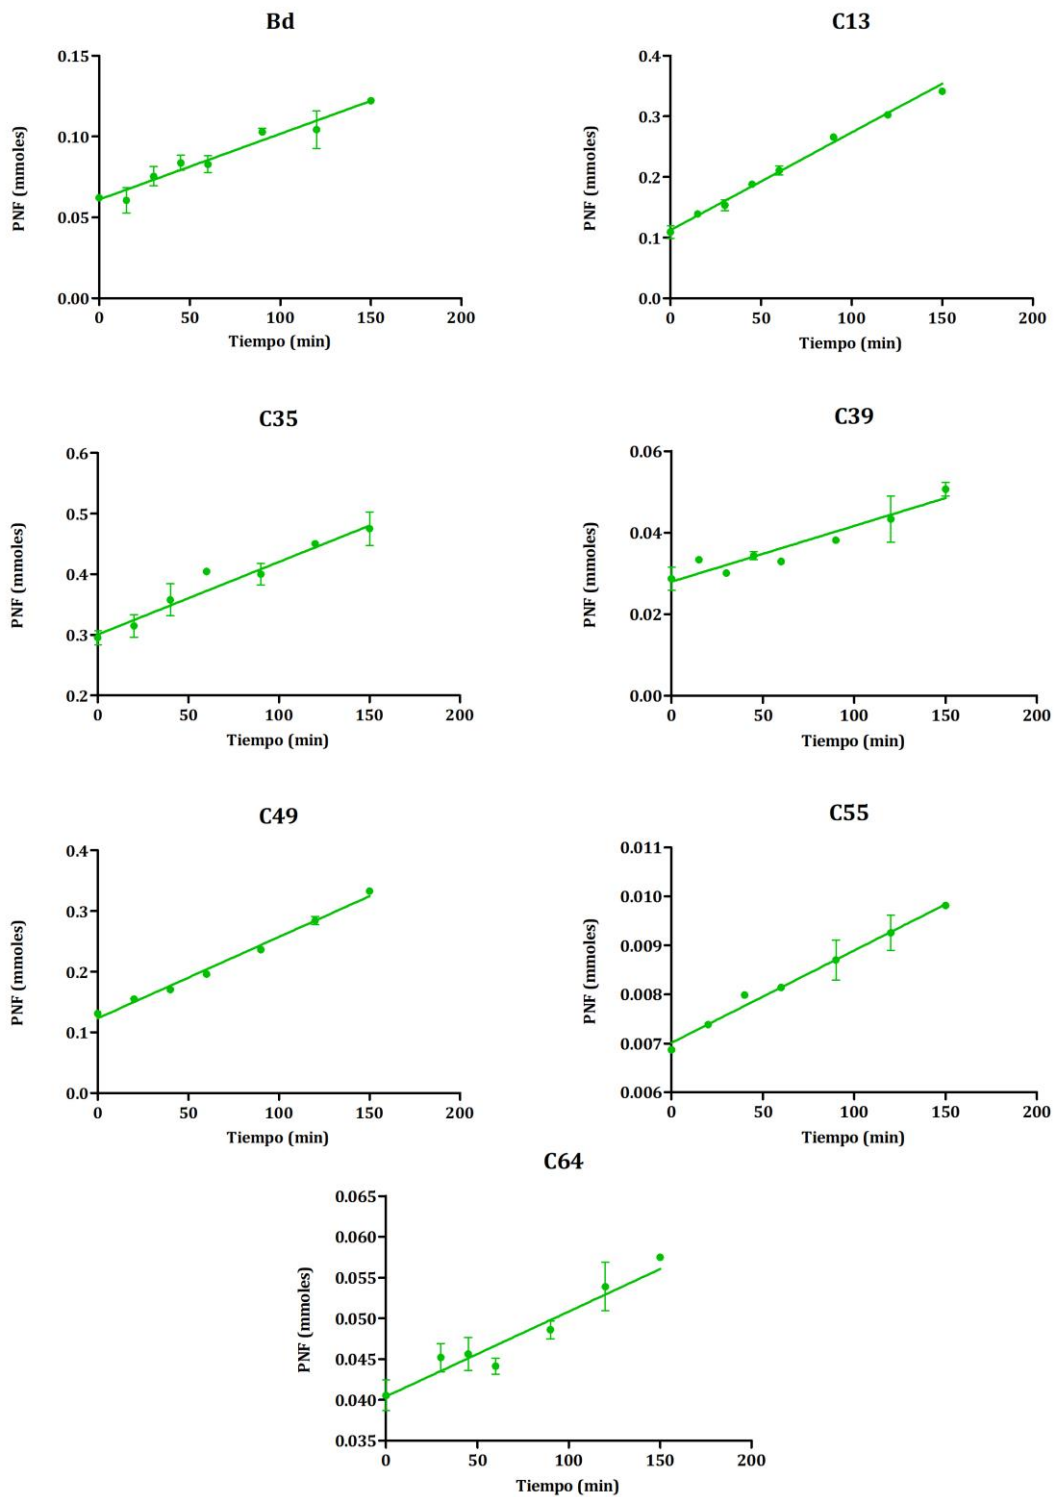 Bd
0.15
0.10
0.05
0.00
PNF (mmoles)
0 50 100 150 200
Tiempo (min)
C13
0.4
0.3
0.2
0.1
0.0
PNF (mmoles)
0 50 100 150 200
Tiempo (min)
C35
0.6
0.5
0.4
0.3
0.2
PNF (mmoles)
0 50 100 150 200
Tiempo (min)
C39
0.06
0.04
0.02
0.00
PNF (mmoles)
0 50 100 150 200
Tiempo (min)
C49
0.4
0.3
0.2
0.1
0.0
PNF (mmoles)
0 50 100 150 200
Tiempo (min)
C55
0.011
0.010
0.009
0.008
0.007
0.006
PNF (mmoles)
0 50 100 150 200
Tiempo (min)
C64
0.065
0.060
0.055
0.050
0.045
0.040
0.035
PNF (mmoles)
0 50 100 150 200
Tiempo (min)